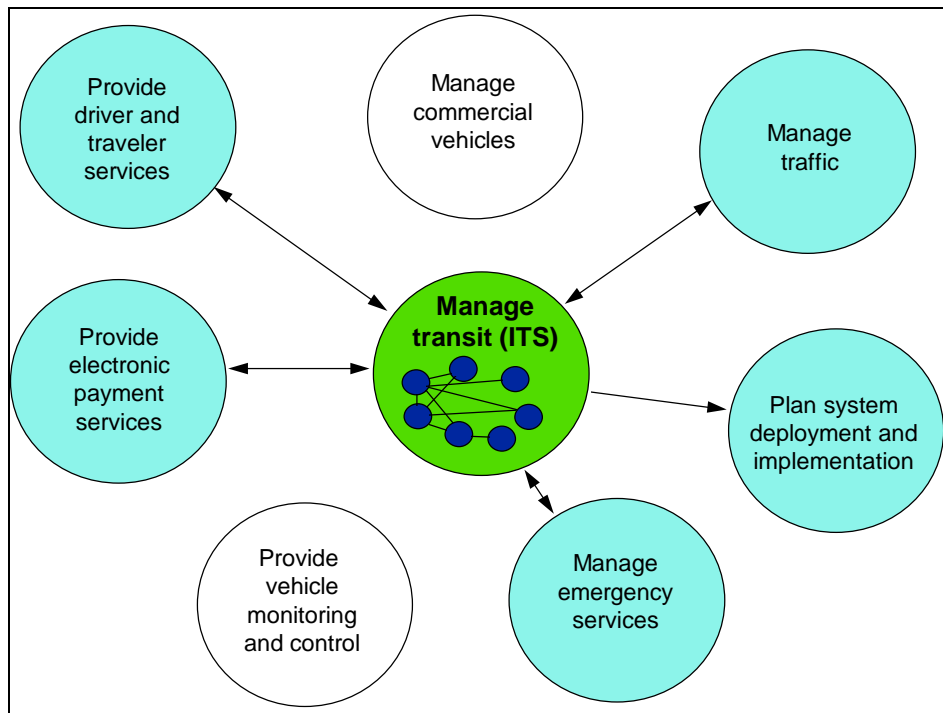 Provide
driver and
traveler
services
Manage
commercial
vehicles
Manage
traffic
Manage
transit (ITS)
Provide
electronic
payment
services
Plan system
deployment and
implementation
Provide
vehicle
monitoring
and control
Manage
emergency
services